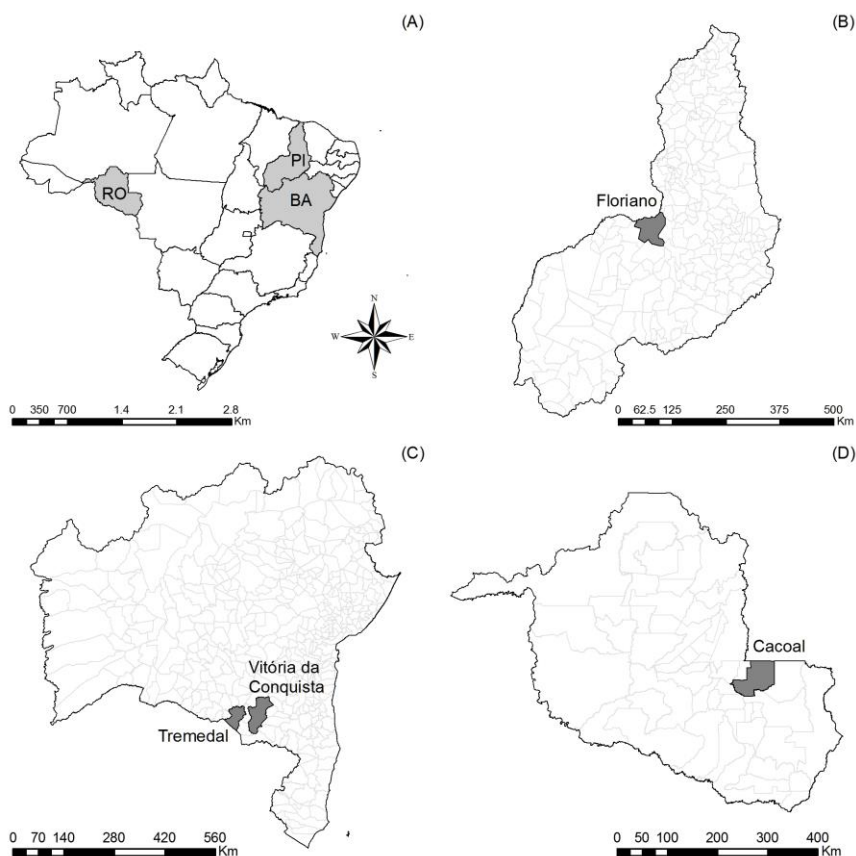 (A)
PI
RO
BA
N
W E
S
0 350 700 1.4 2.1 2.8
Km
(B)
Floriano
0 62.5 125 250 375 500
Km
(C)
Vitória da
Conquista
Tremedal
0 70 140 280 420 560
Km
(D)
Cacoal
0 50 100 200 300 400
Km